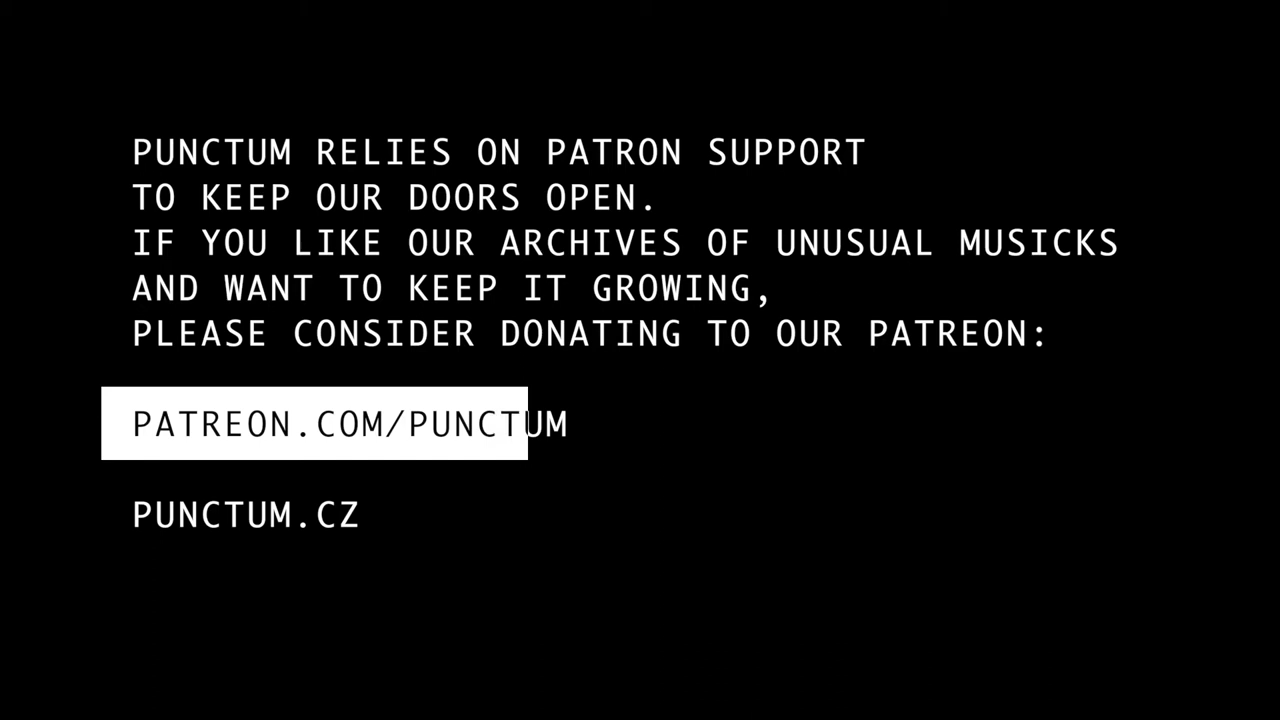 PUNCTUM RELIES ON PATRON SUPPORT
TO KEEP OUR DOORS OPEN.
IF YOU LIKE OUR ARCHIVES OF UNUSUAL MUSICKS
AND WANT TO KEEP IT GROWING,
PLEASE CONSIDER DONATING TO OUR PATREON:
PATREON.COM/PUNCTUM
PUNCTUM.CZ